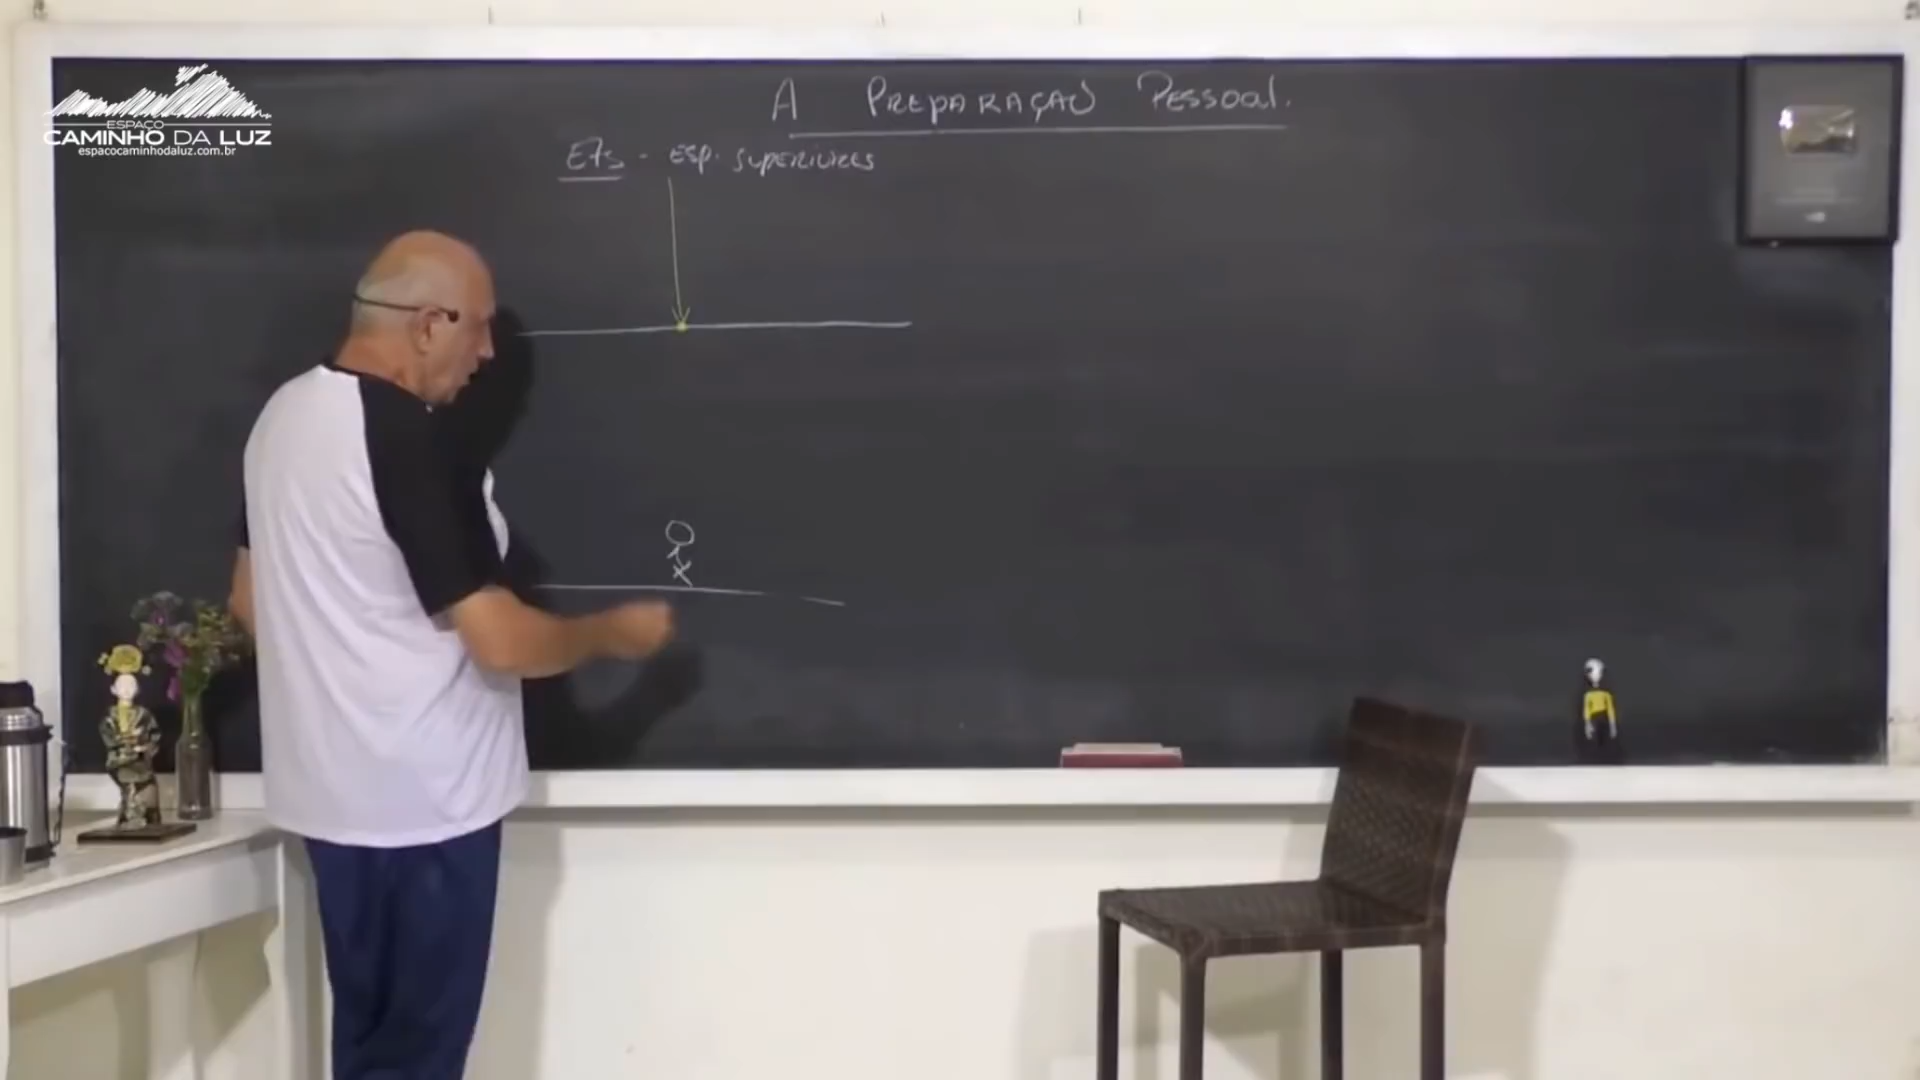 A PREPARAÇÃO PESSOAL.
ETs - ESP. SUPERIORES
ESPAÇO
CAMINHO DA LUZ
espacocaminhodaluz.com.br